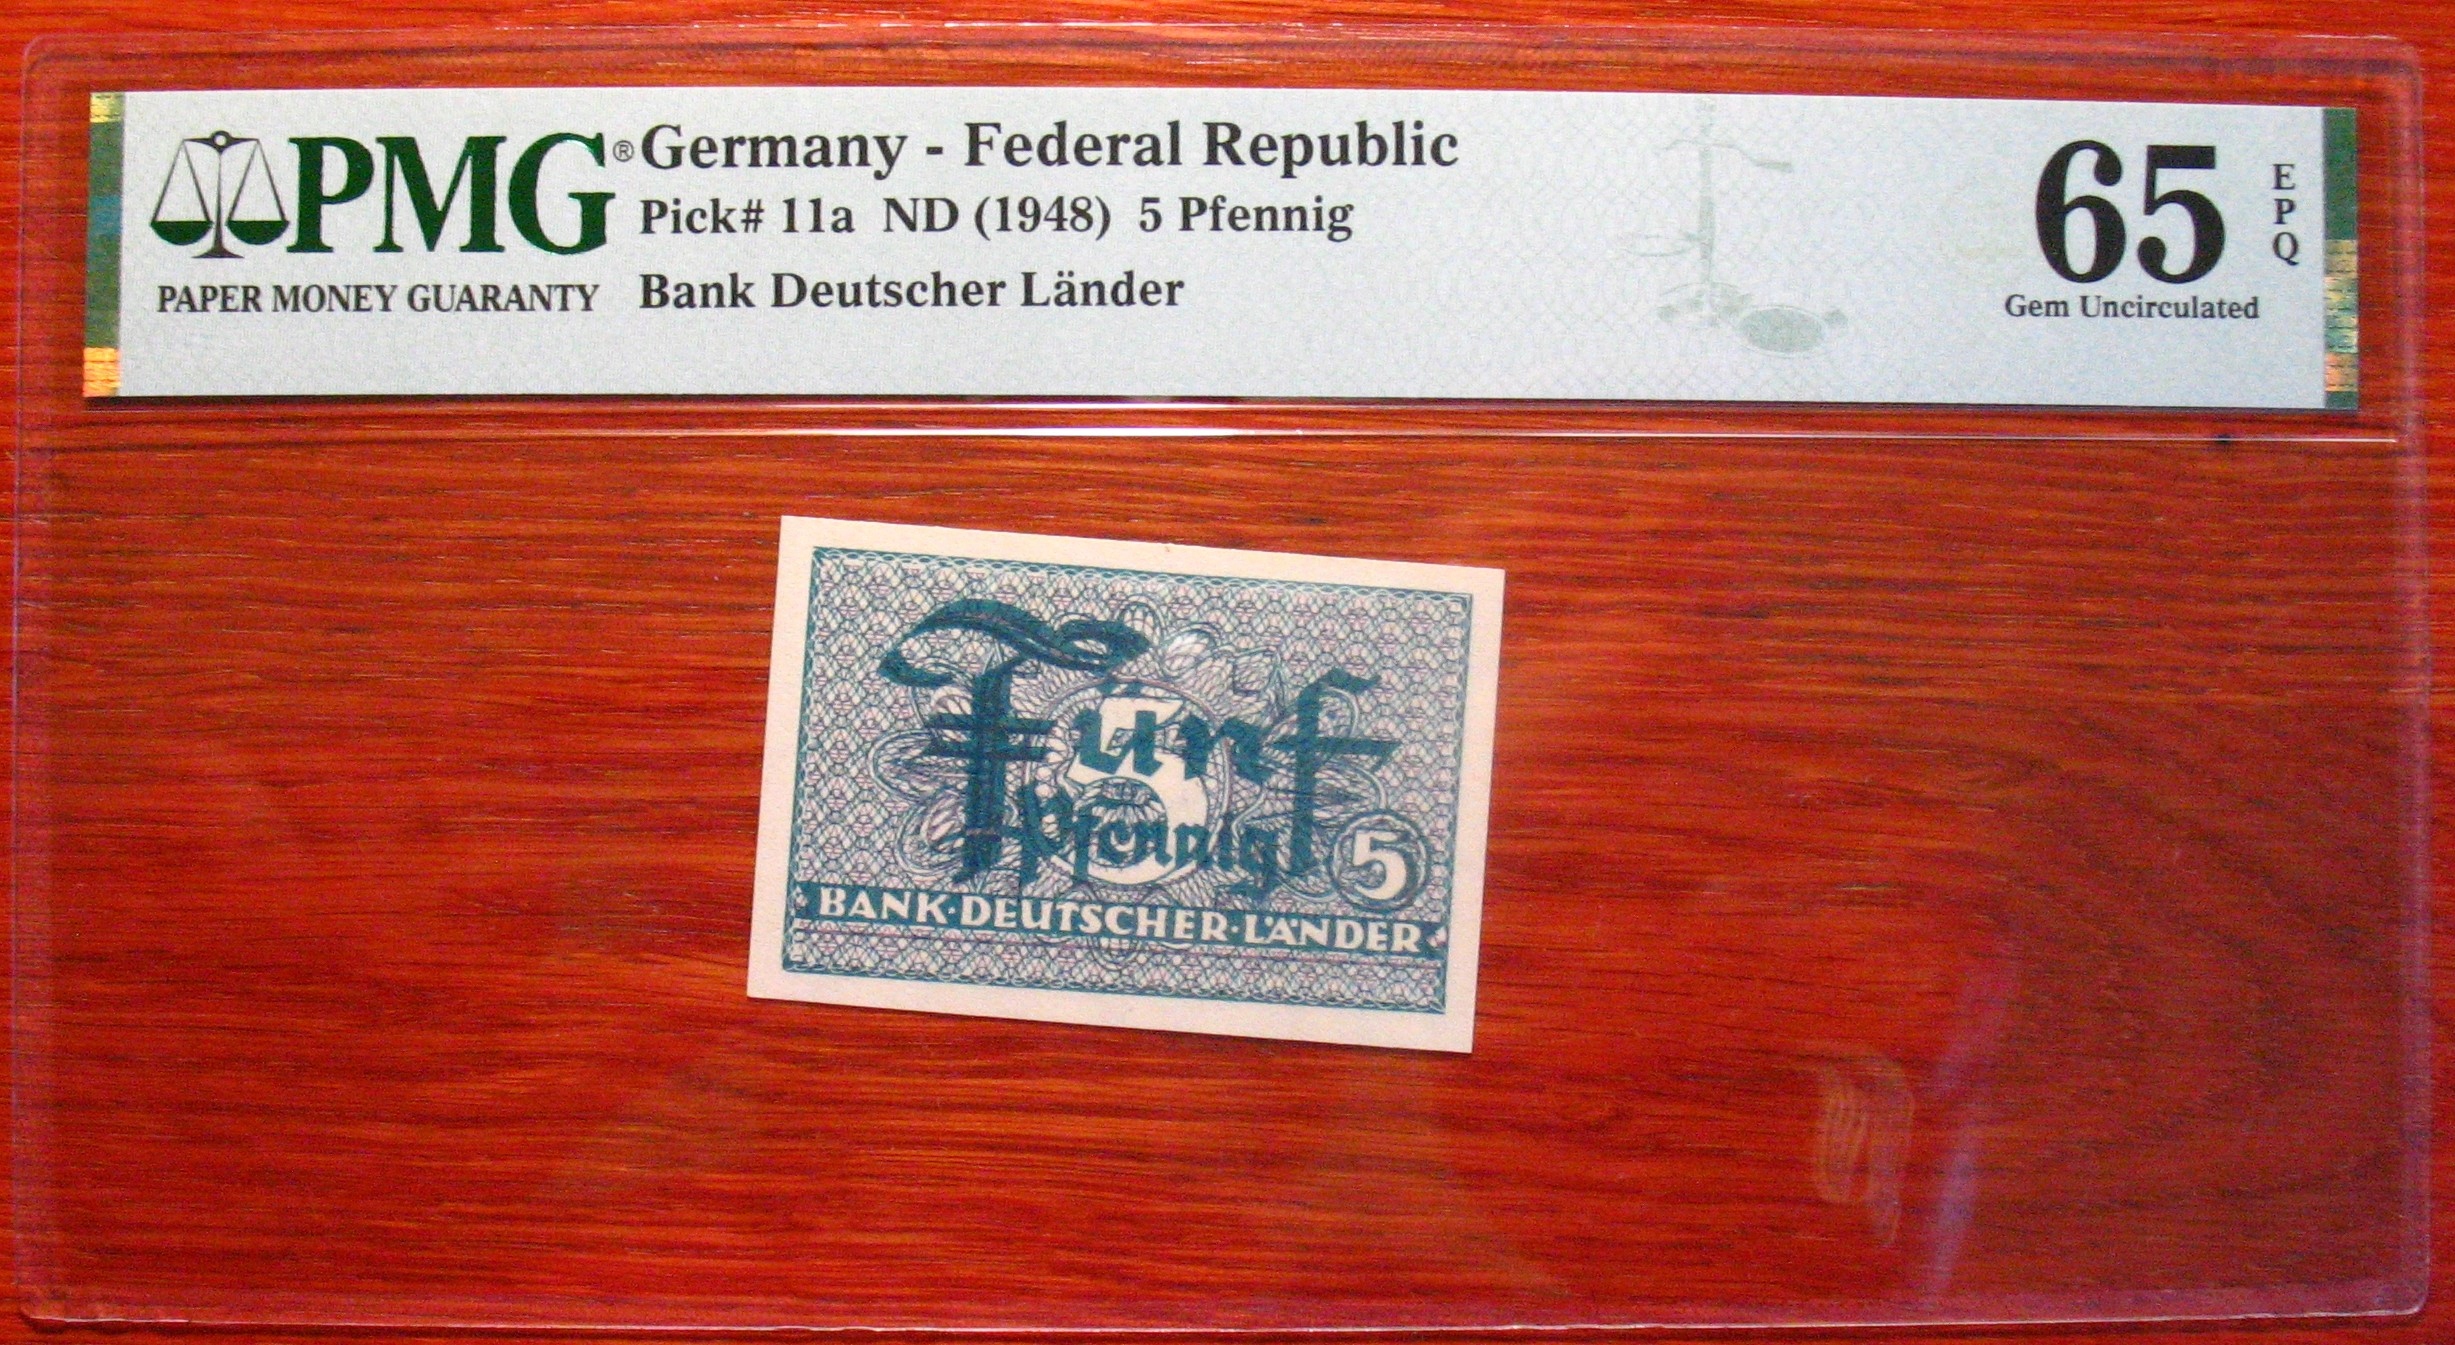 PMG®
PAPER MONEY GUARANTY
Germany - Federal Republic
Pick# 11a ND (1948) 5 Pfennig
Bank Deutscher Länder
65
EPQ
Gem Uncirculated
5
Fünf
Pfennig
5
BANK·DEUTSCHER·LÄNDER